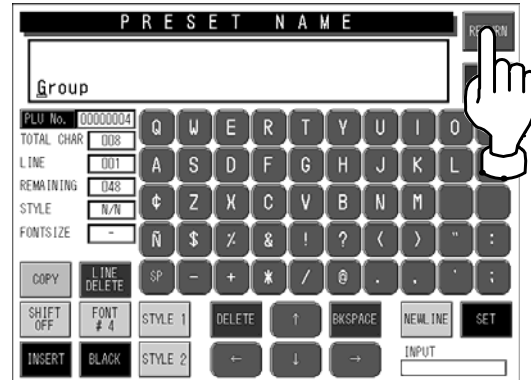 PRESET NAME
RETURN
Group
PLU No. 00000004
TOTAL CHAR 008
LINE 001
REMAINING 048
STYLE N/N
FONTSIZE -
Q W E R T Y U I O
A S D F G H J K L
¢ Z X C V B N M
Ñ $ % & ! ? ( ) " :
SP - + * / @ , . ' ;
COPY LINE DELETE
SHIFT OFF FONT # 4 STYLE 1 DELETE ↑ BKSPACE NEWLINE SET
INSERT BLACK STYLE 2 ← ↓ → INPUT